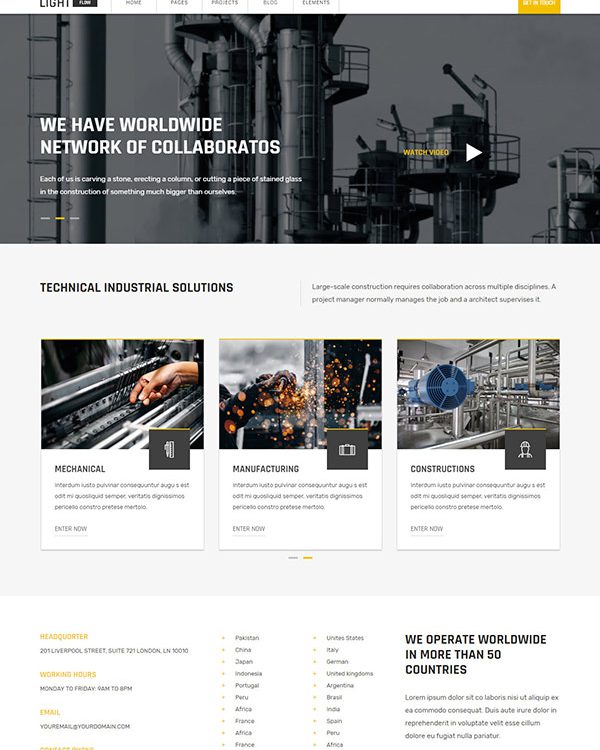 LIGHT
FLOW
HOME
PAGES
PROJECTS
BLOG
ELEMENTS
GET IN TOUCH
WE HAVE WORLDWIDE
NETWORK OF COLLABORATOS
Each of us is carving a stone, erecting a column, or cutting a piece of stained glass
in the construction of something much bigger than ourselves.
WATCH VIDEO
TECHNICAL INDUSTRIAL SOLUTIONS
Large-scale construction requires collaboration across multiple disciplines. A
project manager normally manages the job and a architect supervises it.
MECHANICAL
Interdum iusto pulvinar consequuntur augu s est
odit mi quosliquid semper, veritatis dignissimos
pericello constro pretese mertolo.
ENTER NOW
MANUFACTURING
Interdum iusto pulvinar consequuntur augu s est
odit mi quosliquid semper, veritatis dignissimos
pericello constro pretese mertolo.
ENTER NOW
CONSTRUCTIONS
Interdum iusto pulvinar consequuntur augu s est
odit mi quosliquid semper, veritatis dignissimos
pericello constro pretese mertolo.
ENTER NOW
HEADQUORTER
201 LIVERPOOL STREET, SUITE 721 LONDON, LN 10010
WORKING HOURS
MONDAY TO FRIDAY: 9AM TO 8PM
EMAIL
YOUREMAIL@YOURDOMAIN.COM
+ Pakistan
+ China
+ Japan
+ Indonesia
+ Portugal
+ Peru
+ Africa
+ France
+ Africa
+ France
+ Unites States
+ Italy
+ German
+ United Kingdoms
+ Argentina
+ Brasil
+ India
+ Spain
+ Peru
+ Africa
WE OPERATE WORLDWIDE
IN MORE THAN 50
COUNTRIES
Lorem ipsum dolor sit co laboris nisi ut aliquip ex
ea commodo consequat. Duis aute irure dolor in
reprehenderit in voluptate velit esse cillum
dolore eu fugiat nulla pariatur.